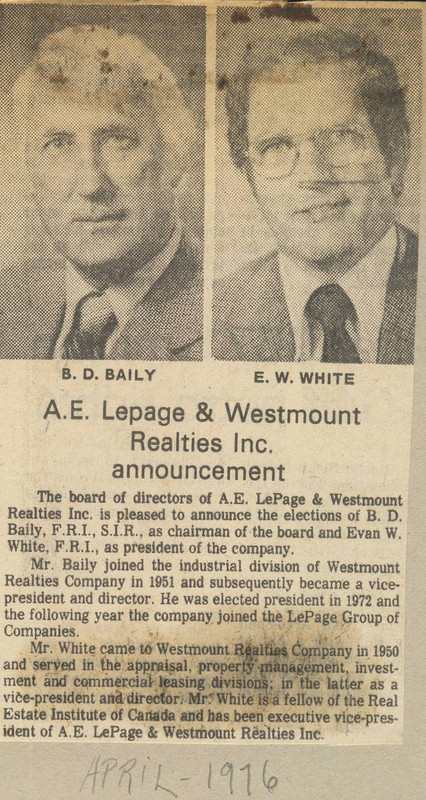 B. D. BAILY
E. W. WHITE
A.E. Lepage & Westmount
Realties Inc.
announcement
The board of directors of A.E. LePage & Westmount
Realties Inc. is pleased to announce the elections of B. D.
Baily, F.R.I., S.I.R., as chairman of the board and Evan W.
White, F.R.I., as president of the company.
Mr. Baily joined the industrial division of Westmount
Realties Company in 1951 and subsequently became a vice-
president and director. He was elected president in 1972 and
the following year the company joined the LePage Group of
Companies.
Mr. White came to Westmount Realties Company in 1950
and served in the appraisal, property management, invest-
ment and commercial leasing divisions; in the latter as a
vice-president and director. Mr. White is a fellow of the Real
Estate Institute of Canada and has been executive vice-pres-
ident of A.E. LePage & Westmount Realties Inc.
APRIL - 1976